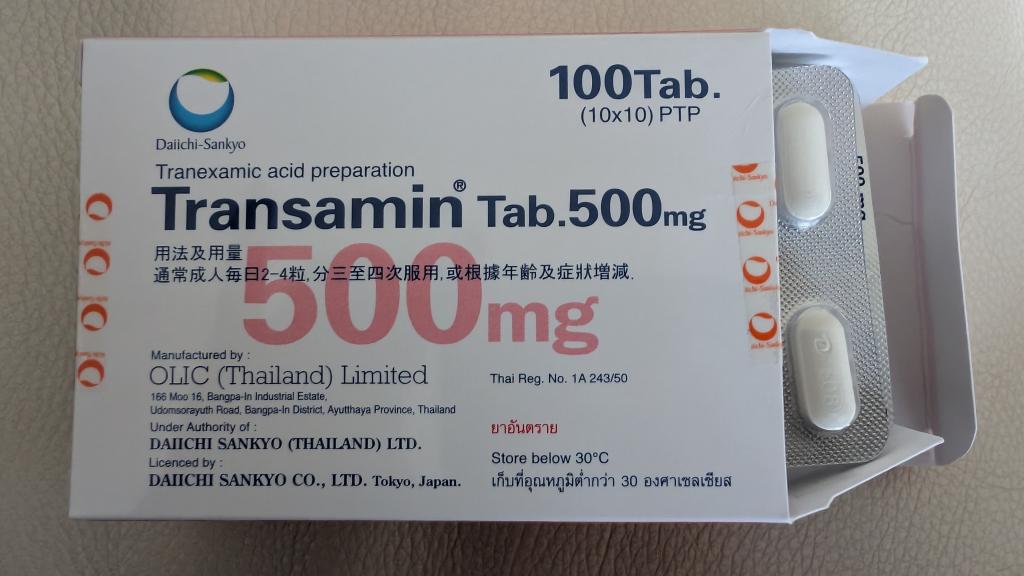 Daiichi-Sankyo
100Tab.
(10x10) PTP
Tranexamic acid preparation
Transamin® Tab.500mg
用法及用量
通常成人每日2-4粒,分三至四次服用,或根據年齡及症狀增減.
500mg
Manufactured by :
OLIC (Thailand) Limited
166 Moo 16, Bangpa-In Industrial Estate,
Udomsorayuth Road, Bangpa-In District, Ayutthaya Province, Thailand
Thai Reg. No. 1A 243/50
Under Authority of :
DAIICHI SANKYO (THAILAND) LTD.
ยาอันตราย
Licenced by :
DAIICHI SANKYO CO., LTD. Tokyo, Japan.
Store below 30°C
เก็บที่อุณหภูมิต่ำกว่า 30 องศาเซลเซียส
500 mg